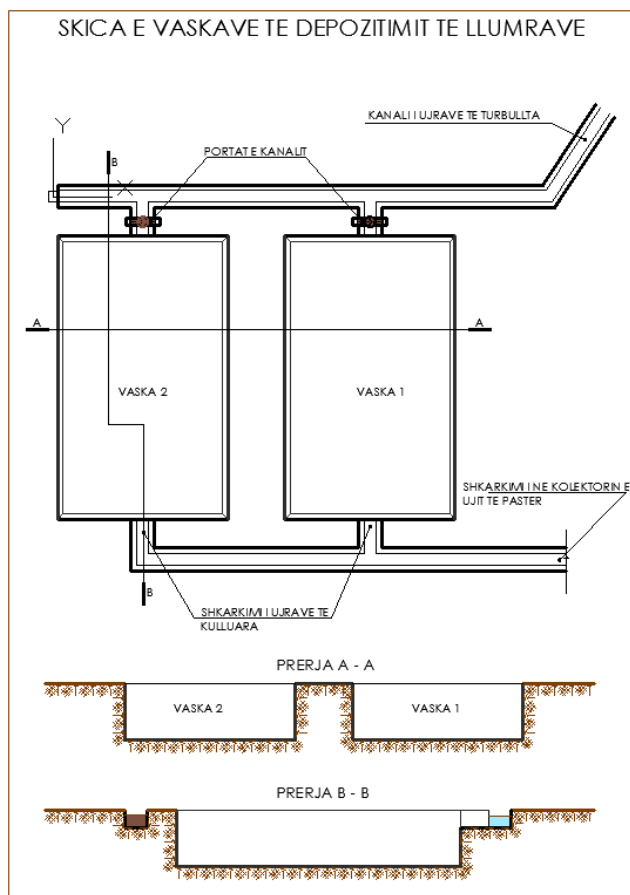 SKICA E VASKAVE TE DEPOZITIMIT TE LLUMRAVE
KANALI I UJRAVE TE TURBULLTA
Y
B
PORTAT E KANALIT
X
A
A
VASKA 2
VASKA 1
SHKARKIMI NE KOLEKTORIN E
UJIT TE PASTER
B
SHKARKIMI I UJRAVE TE
KULLUARA
PRERJA A - A
VASKA 2
VASKA 1
PRERJA B - B